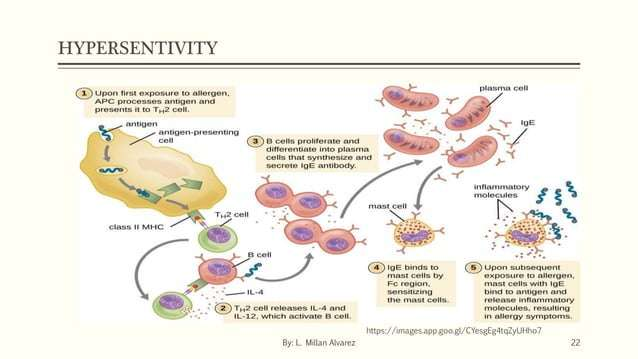 HYPERSENTIVITY
1 Upon first exposure to allergen,
APC processes antigen and
presents it to TH2 cell.
antigen
antigen-presenting
cell
class II MHC
TH2 cell
B cell
IL-4
2 TH2 cell releases IL-4 and
IL-12, which activate B cell.
3 B cells proliferate and
differentiate into plasma
cells that synthesize and
secrete IgE antibody.
plasma cell
IgE
mast cell
inflammatory
molecules
4 IgE binds to
mast cells by
Fc region,
sensitizing
the mast cells.
5 Upon subsequent
exposure to allergen,
mast cells with IgE
bind to antigen and
release inflammatory
molecules, resulting
in allergy symptoms.
https://images.app.goo.gl/CYesgEg4tqZyUHho7
By: L. Millan Alvarez
22